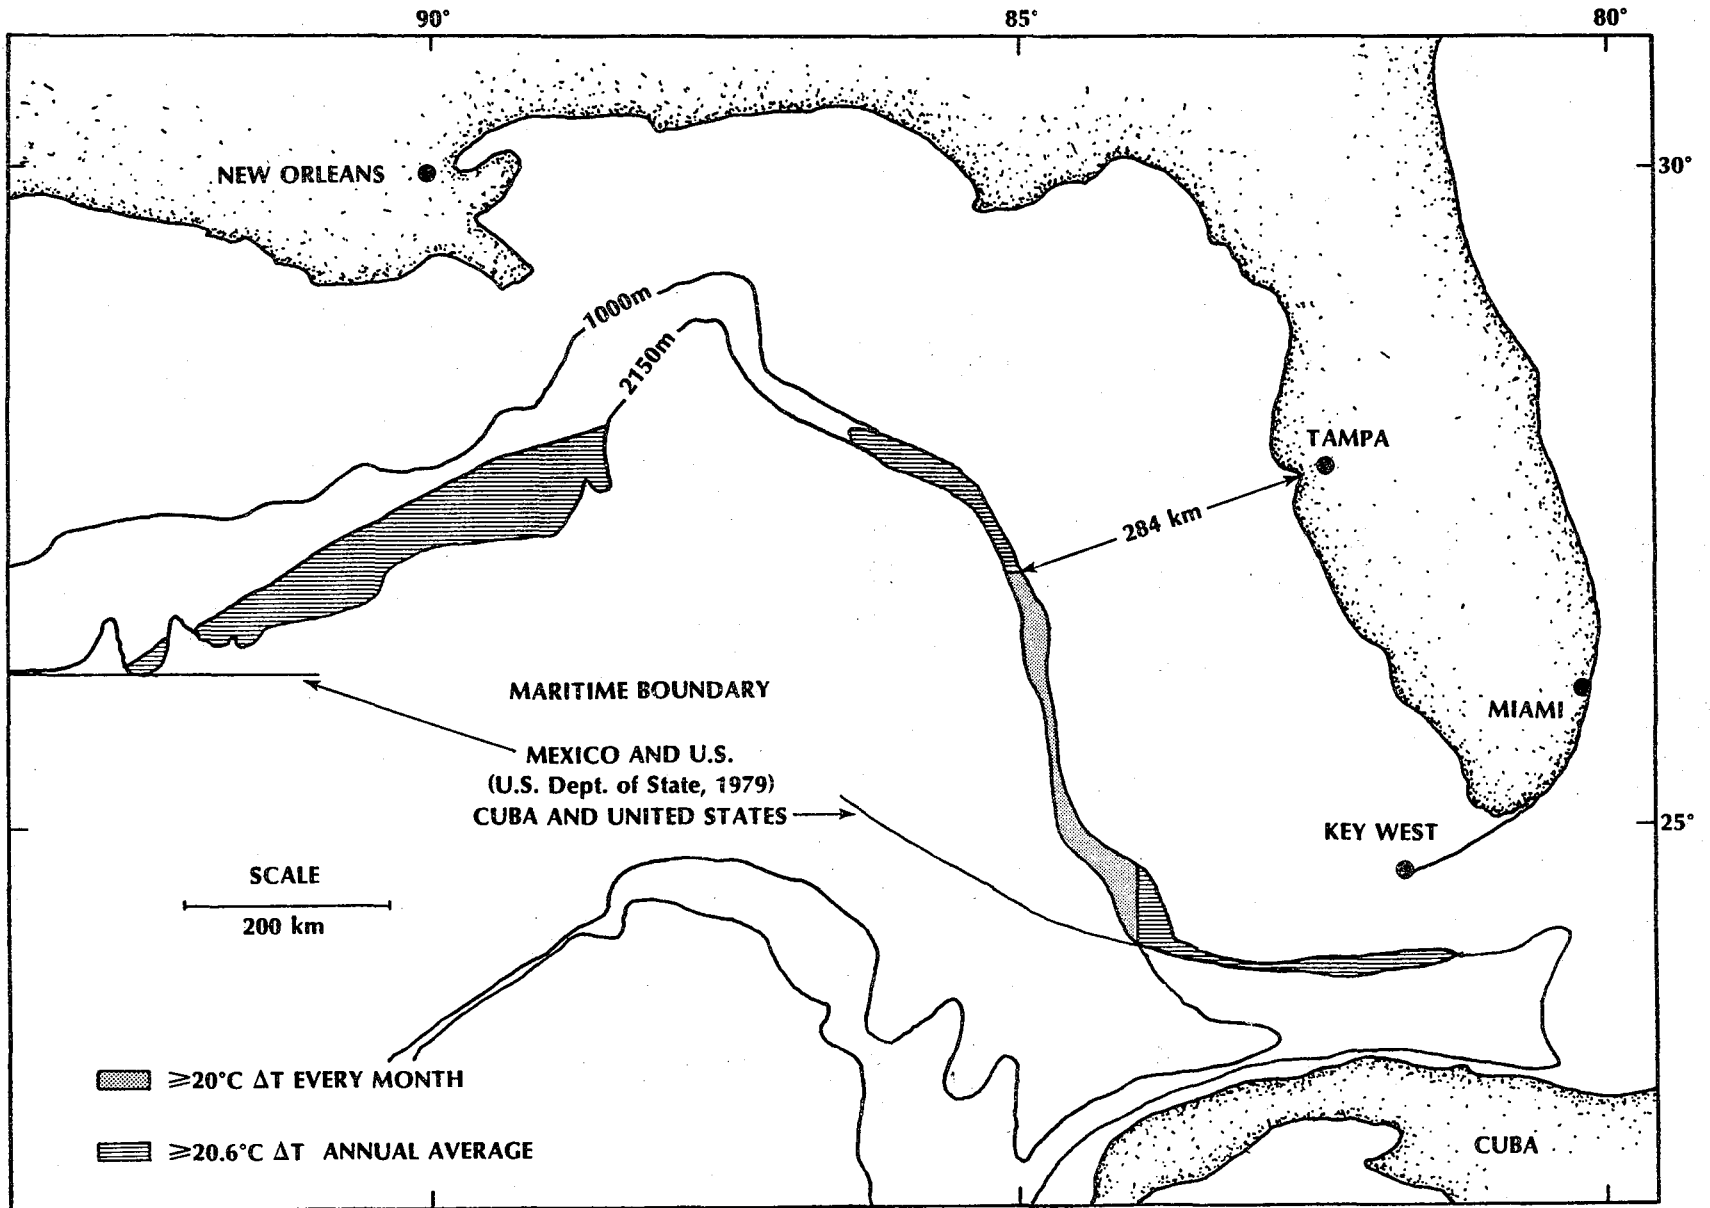 90° 85° 80°
NEW ORLEANS
30°
1000m
2150m
TAMPA
284 km
MARITIME BOUNDARY
MIAMI
MEXICO AND U.S.
(U.S. Dept. of State, 1979)
CUBA AND UNITED STATES
KEY WEST
25°
SCALE
200 km
≥20°C ΔT EVERY MONTH
≥20.6°C ΔT ANNUAL AVERAGE
CUBA